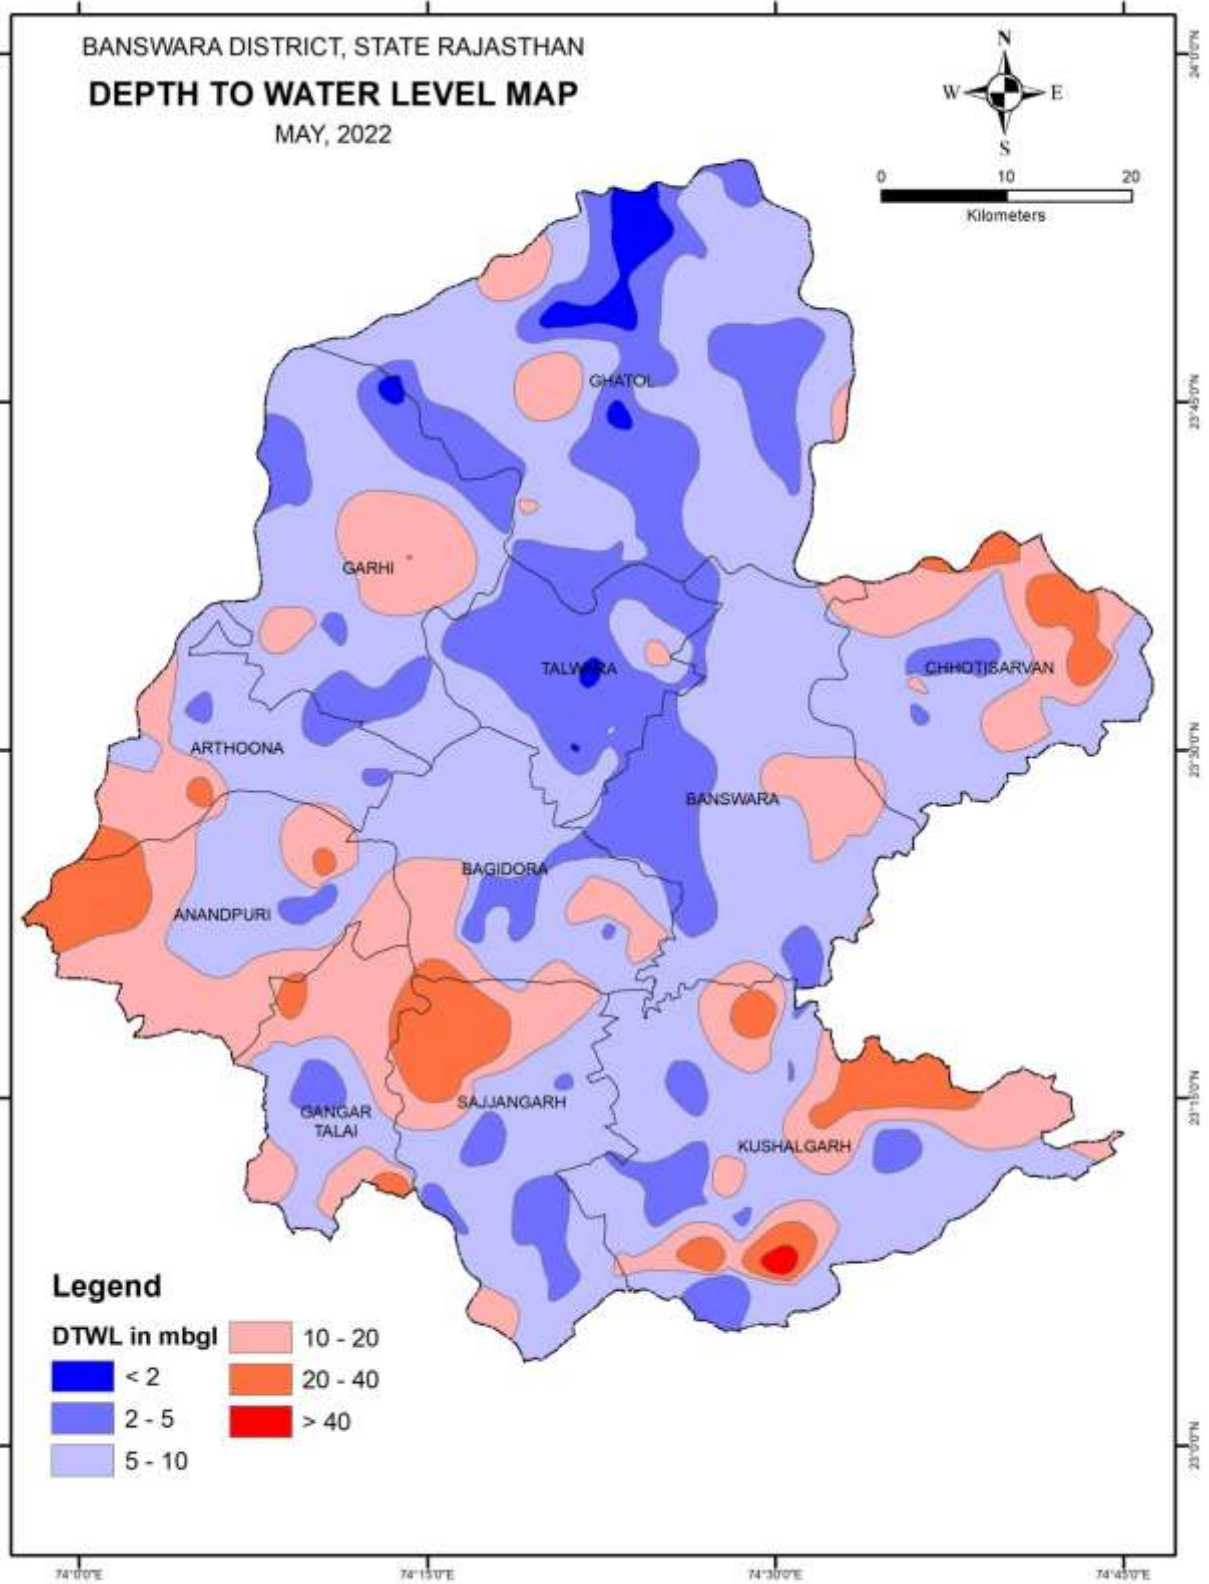 BANSWARA DISTRICT, STATE RAJASTHAN
DEPTH TO WATER LEVEL MAP
MAY, 2022
N
W E
S
0 10 20
Kilometers
24°0'0"N
GHATOL
23°45'0"N
GARHI
TALWARA
CHHOTISARVAN
ARTHOONA
23°30'0"N
BANSWARA
BAGIDORA
ANANDPURI
SAJJANGARH
23°15'0"N
GANGAR
TALAI
KUSHALGARH
Legend
DTWL in mbgl
< 2
2 - 5
5 - 10
10 - 20
20 - 40
> 40
23°0'0"N
74°0'0"E 74°15'0"E 74°30'0"E 74°45'0"E